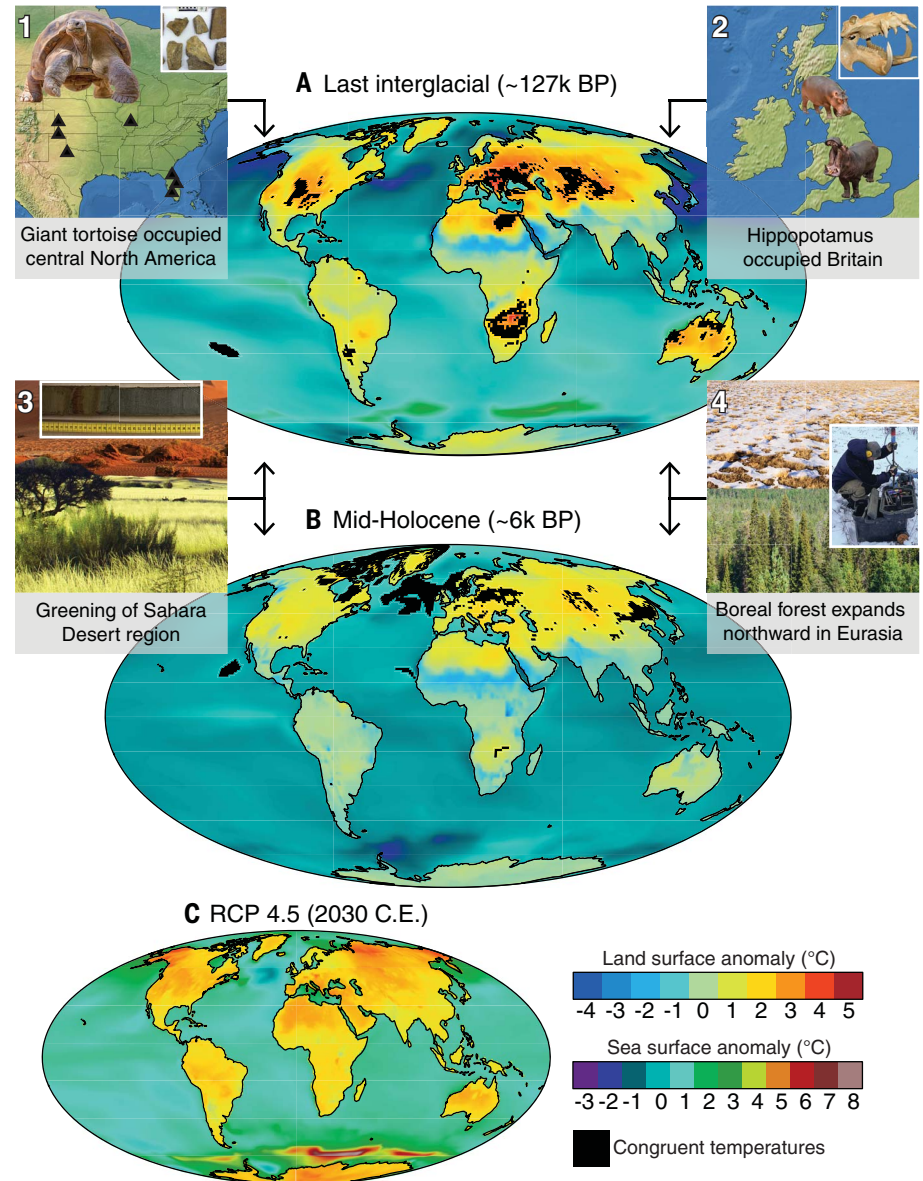 1
2
A Last interglacial (~127k BP)
Giant tortoise occupied
central North America
Hippopotamus
occupied Britain
3
4
B Mid-Holocene (~6k BP)
Greening of Sahara
Desert region
Boreal forest expands
northward in Eurasia
C RCP 4.5 (2030 C.E.)
Land surface anomaly (°C)
-4 -3 -2 -1 0 1 2 3 4 5
Sea surface anomaly (°C)
-3 -2 -1 0 1 2 3 4 5 6 7 8
Congruent temperatures